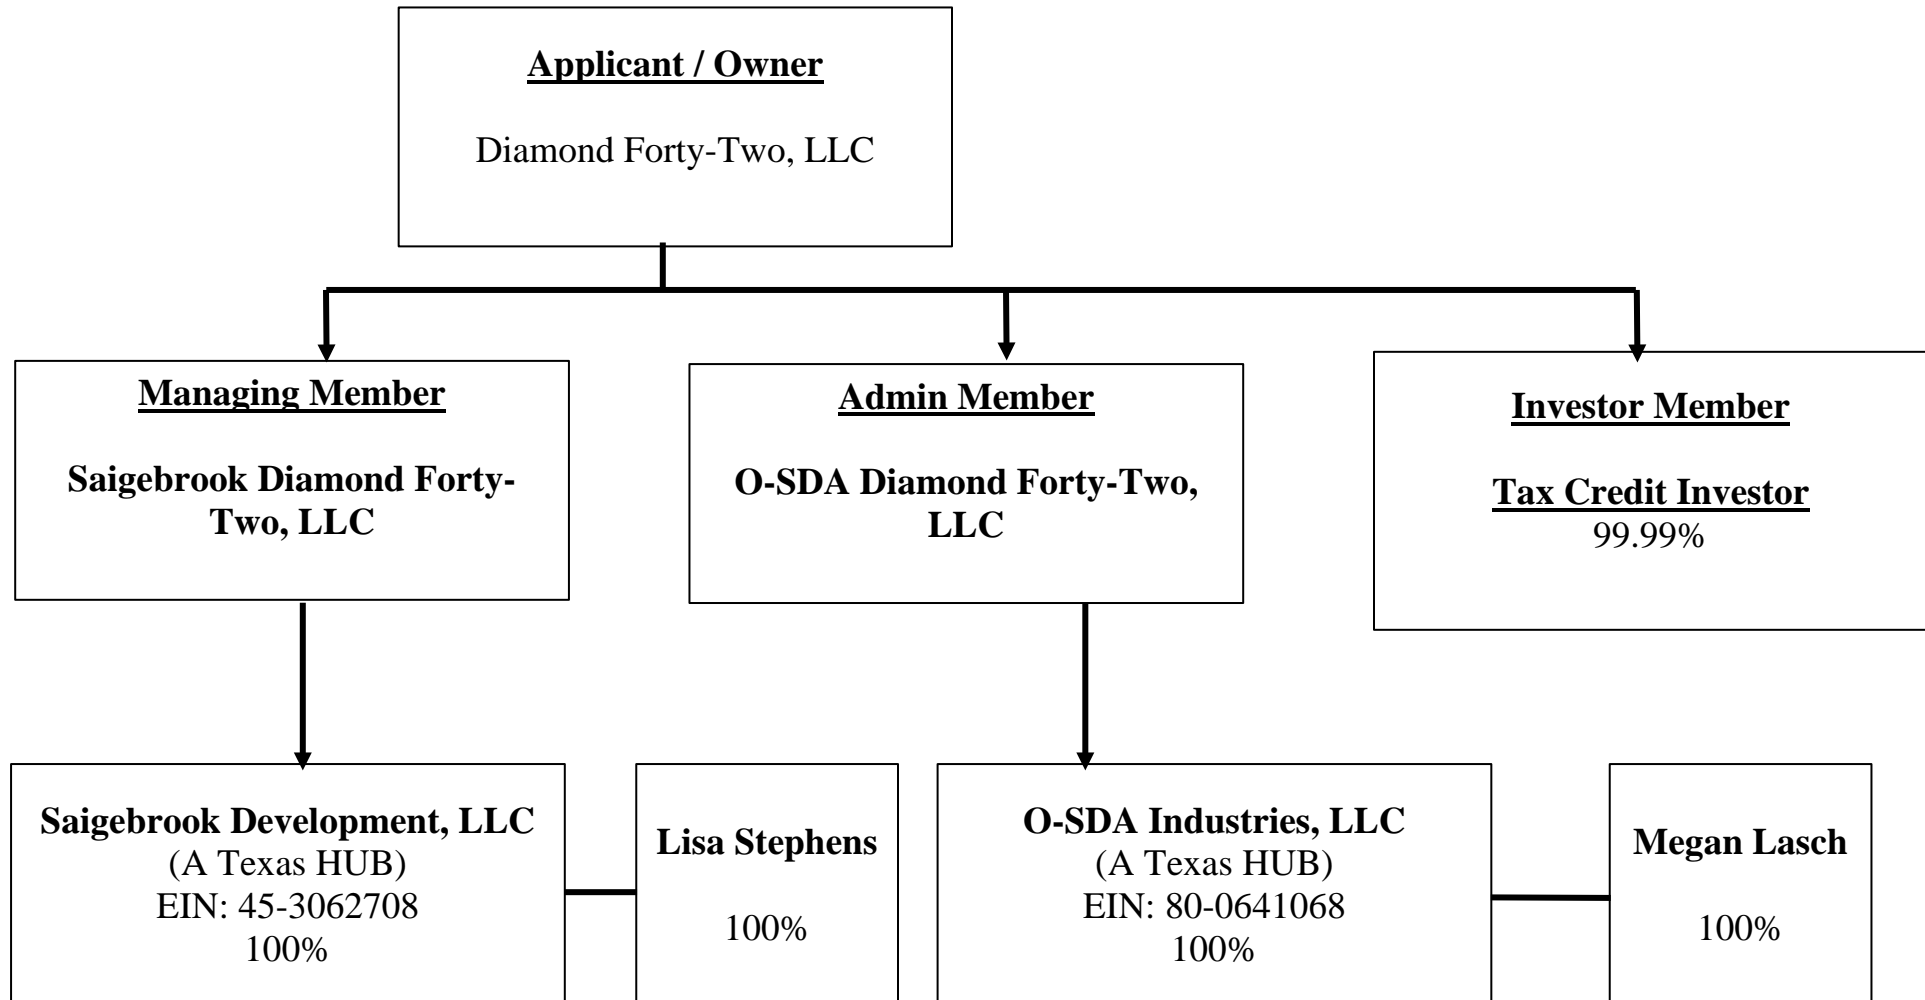 Applicant / Owner
Diamond Forty-Two, LLC
Managing Member
Saigebrook Diamond Forty-
Two, LLC
Admin Member
O-SDA Diamond Forty-Two,
LLC
Investor Member
Tax Credit Investor
99.99%
Saigebrook Development, LLC
(A Texas HUB)
EIN: 45-3062708
100%
Lisa Stephens
100%
O-SDA Industries, LLC
(A Texas HUB)
EIN: 80-0641068
100%
Megan Lasch
100%